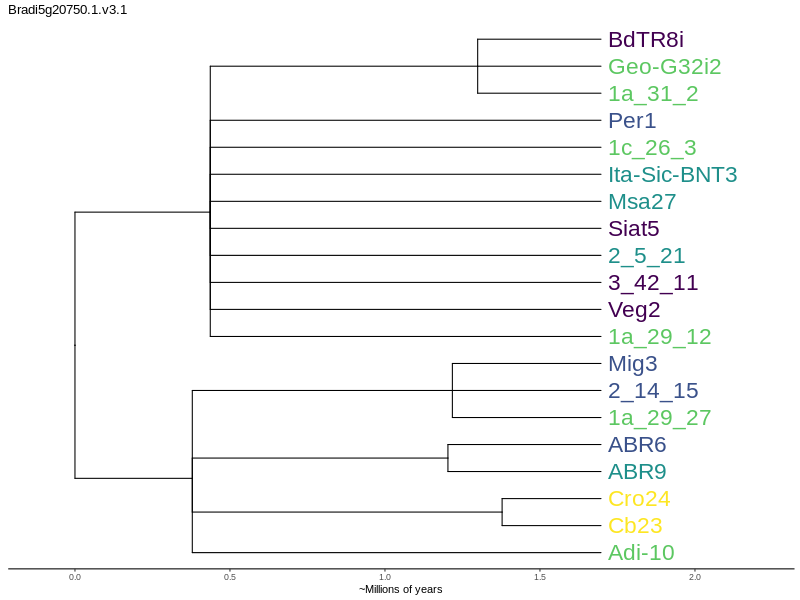 Bradi5g20750.1.v3.1
BdTR8i
Geo-G32i2
1a_31_2
Per1
1c_26_3
Ita-Sic-BNT3
Msa27
Siat5
2_5_21
3_42_11
Veg2
1a_29_12
Mig3
2_14_15
1a_29_27
ABR6
ABR9
Cro24
Cb23
Adi-10
0.0 0.5 1.0 1.5 2.0
~Millions of years